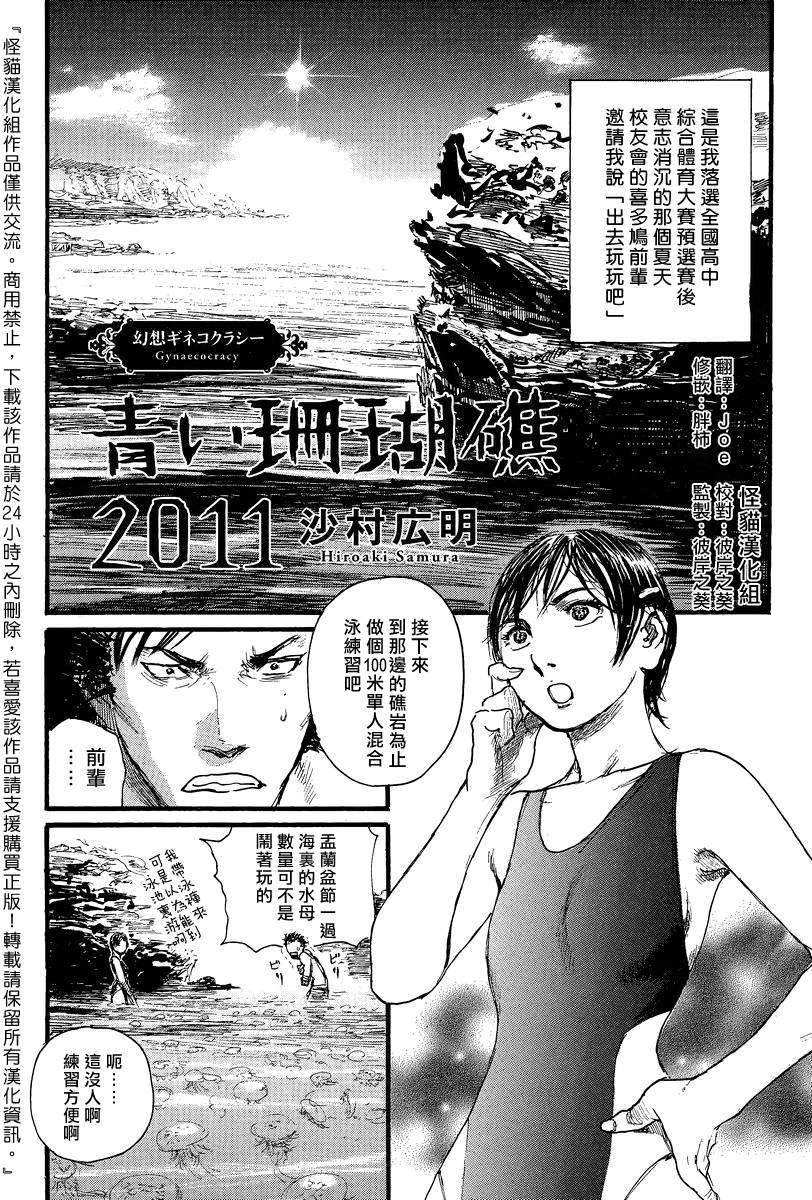 這是我落選全國高中
綜合體育大賽預選賽後
意志消沉的那個夏天
校友會的喜多鳩前輩
邀請我說「出去玩玩吧」
幻想ギネコクラシー
Gynaecocracy
青い珊瑚礁
2011
沙村広明
Hiroaki Samura
怪貓漢化組
翻譯：Joe 校對：彼岸之葵
修嵌：胖柿 監製：彼岸之葵
接下來
到那邊的礁岩為止
做個100米單人混合
泳練習吧
前輩
……
盂蘭盆節一過
海裏的水母
數量可不是
鬧著玩的
我帶泳褲來
可是以為能到
泳池裏游啊
ピク
ピク
呃……
這沒人啊
練習方便啊
『怪貓漢化組作品僅供交流。商用禁止，下載該作品請於24小時之內刪除，若喜愛該作品請支援購買正版！轉載請保留所有漢化資訊。』